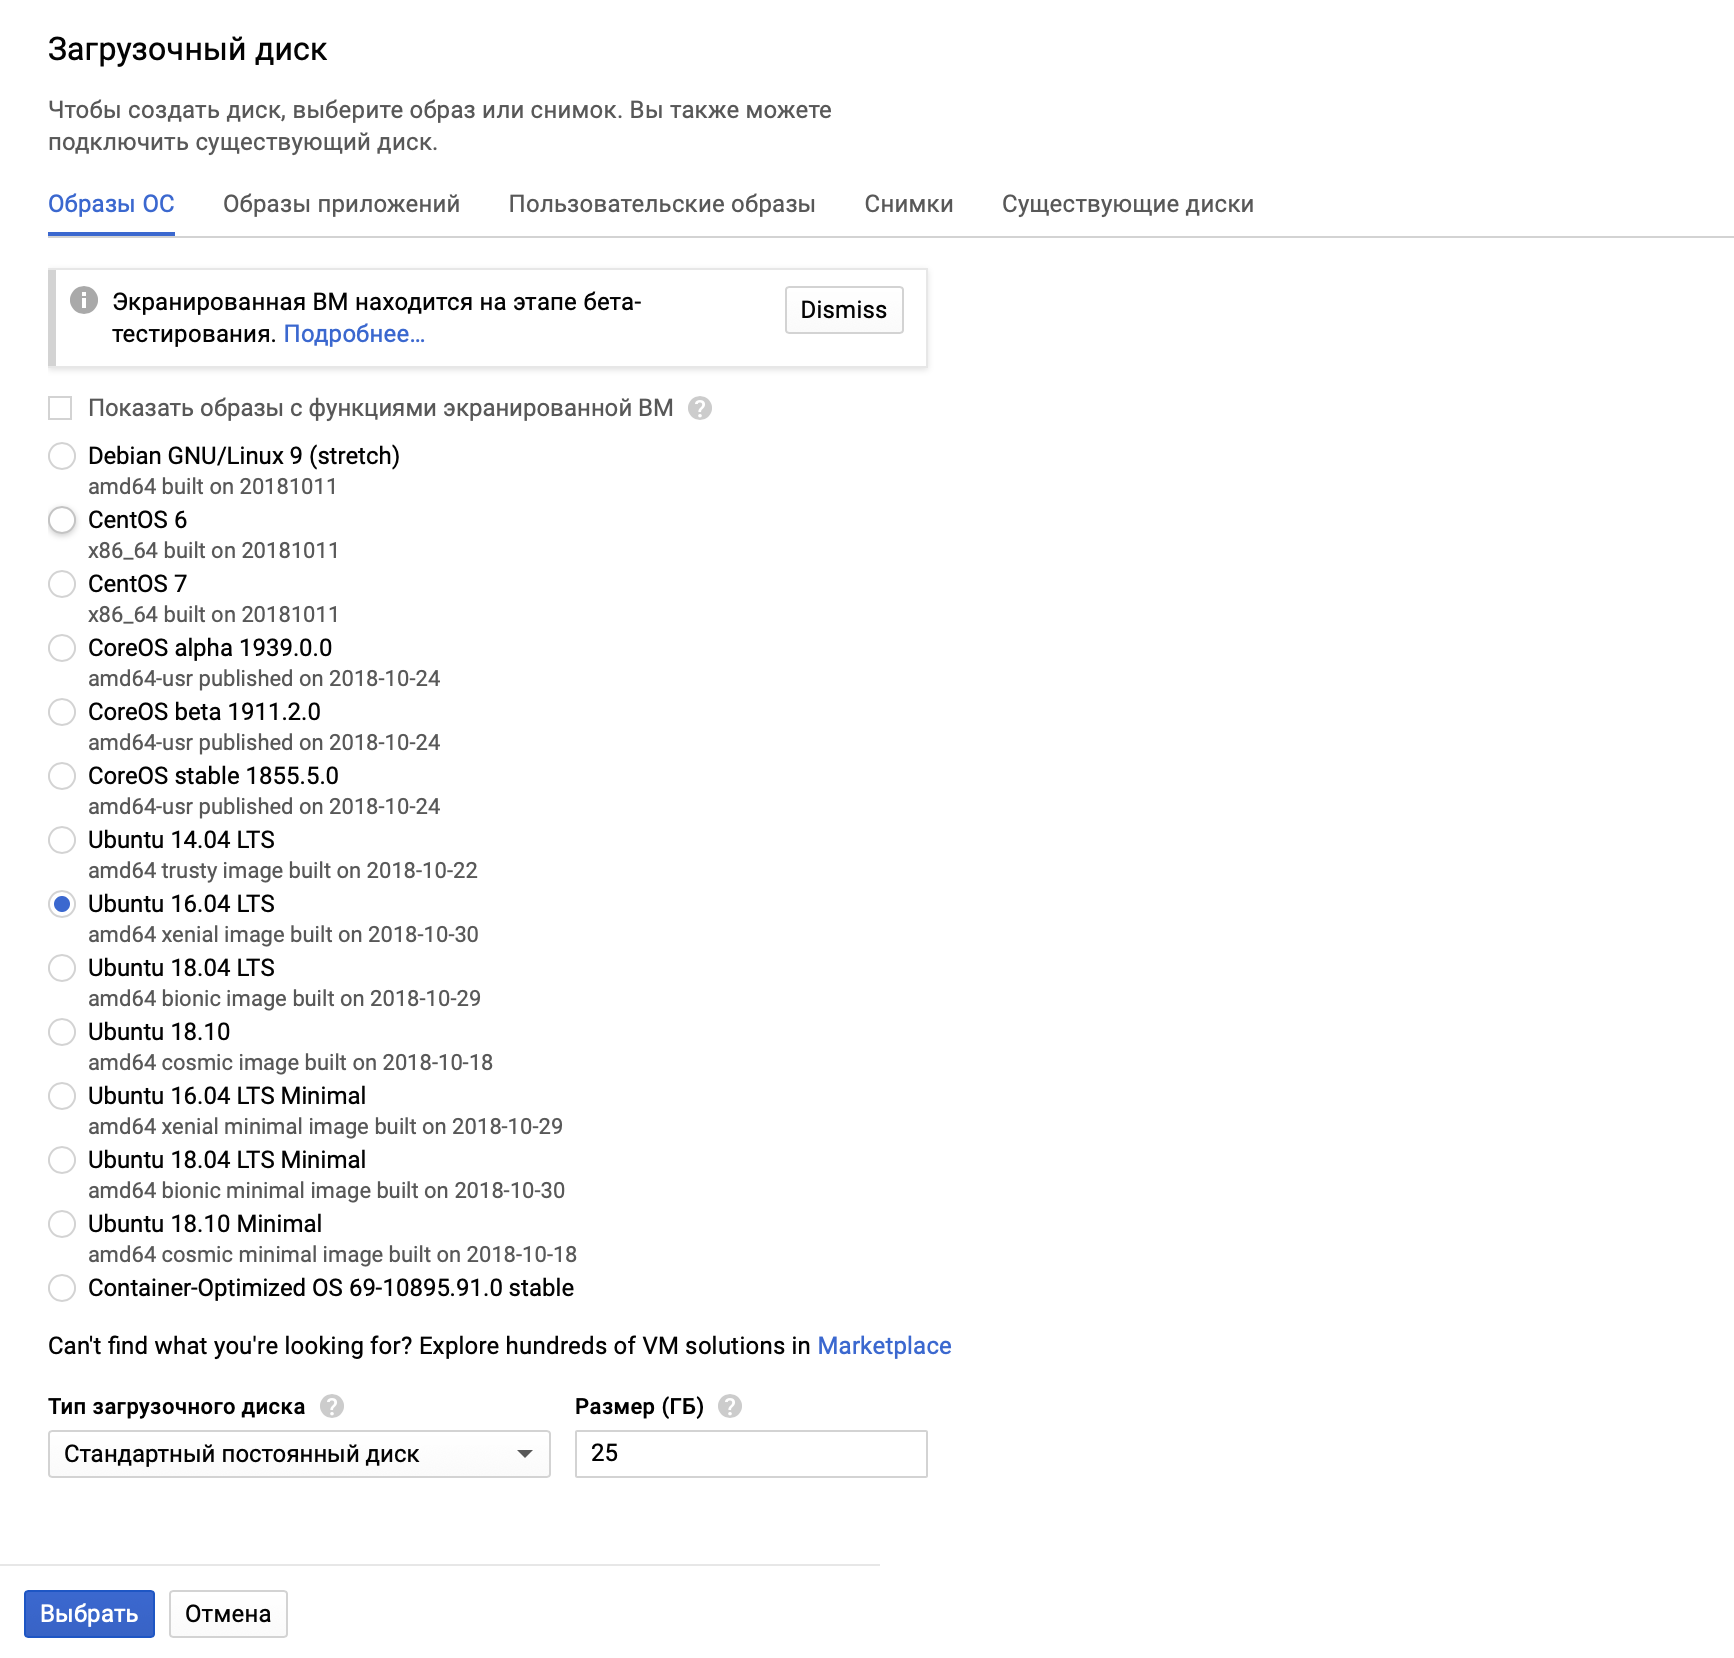 Загрузочный диск
Чтобы создать диск, выберите образ или снимок. Вы также можете
подключить существующий диск.
Образы ОС Образы приложений Пользовательские образы Снимки Существующие диски
Экранированная ВМ находится на этапе бета-
тестирования. Подробнее...
Dismiss
Показать образы с функциями экранированной ВМ
Debian GNU/Linux 9 (stretch)
amd64 built on 20181011
CentOS 6
x86_64 built on 20181011
CentOS 7
x86_64 built on 20181011
CoreOS alpha 1939.0.0
amd64-usr published on 2018-10-24
CoreOS beta 1911.2.0
amd64-usr published on 2018-10-24
CoreOS stable 1855.5.0
amd64-usr published on 2018-10-24
Ubuntu 14.04 LTS
amd64 trusty image built on 2018-10-22
Ubuntu 16.04 LTS
amd64 xenial image built on 2018-10-30
Ubuntu 18.04 LTS
amd64 bionic image built on 2018-10-29
Ubuntu 18.10
amd64 cosmic image built on 2018-10-18
Ubuntu 16.04 LTS Minimal
amd64 xenial minimal image built on 2018-10-29
Ubuntu 18.04 LTS Minimal
amd64 bionic minimal image built on 2018-10-30
Ubuntu 18.10 Minimal
amd64 cosmic minimal image built on 2018-10-18
Container-Optimized OS 69-10895.91.0 stable
Can't find what you're looking for? Explore hundreds of VM solutions in Marketplace
Тип загрузочного диска ? Размер (ГБ) ?
Стандартный постоянный диск 25
Выбрать Отмена